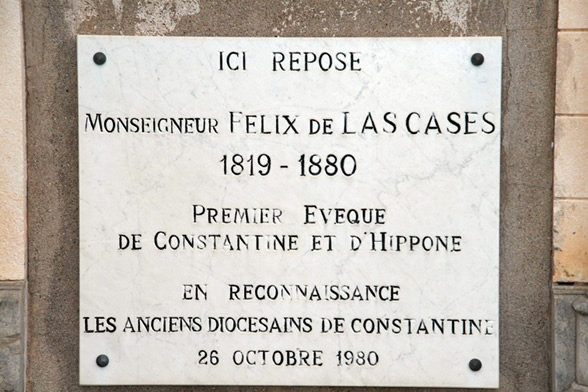 ICI REPOSE
MONSEIGNEUR FELIX DE LAS CASES
1819 - 1880
PREMIER EVEQUE
DE CONSTANTINE ET D'HIPPONE
EN RECONNAISSANCE
LES ANCIENS DIOCESAINS DE CONSTANTINE
26 OCTOBRE 1980